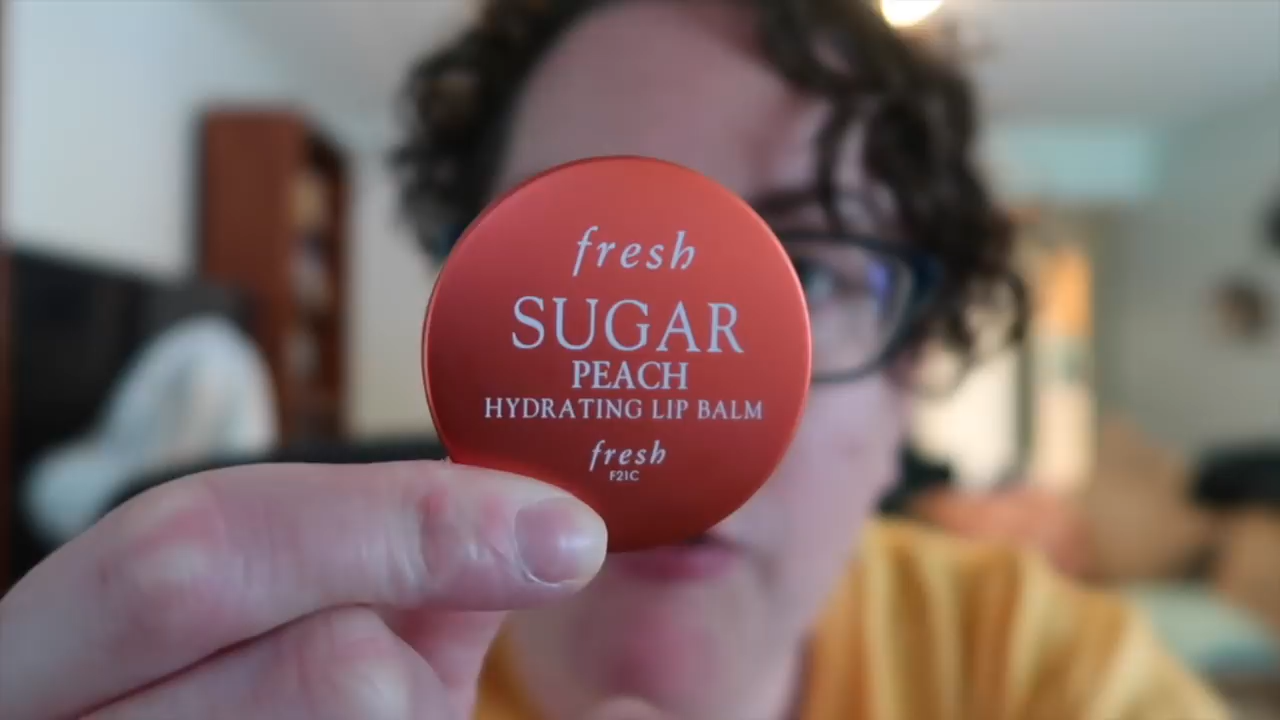 fresh
SUGAR
PEACH
HYDRATING LIP BALM
fresh
F21C